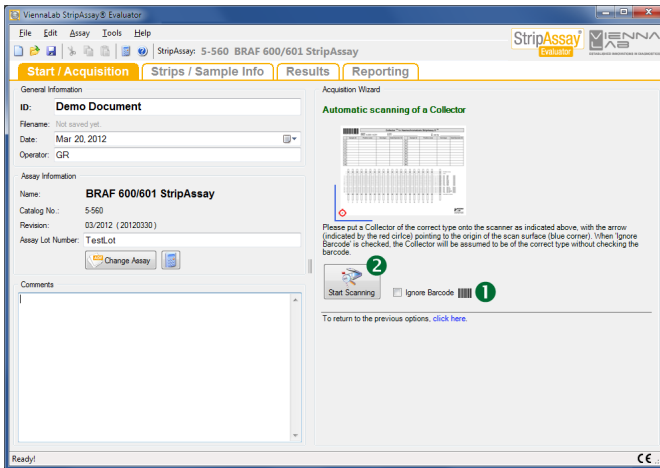 ViennaLab StripAssay® Evaluator
File Edit Assay Tools Help
StripAssay: 5-560 BRAF 600/601 StripAssay
StripAssay®
Evaluator
VIENNA
LAB
Start / Acquisition Strips / Sample Info Results Reporting
General Information
ID: Demo Document
Filename: Not saved yet.
Date: Mar 20, 2012
Operator: GR
Assay Information
Name: BRAF 600/601 StripAssay
Catalog No.: 5-560
Revision: 03/2012 (20120330)
Assay Lot Number: TestLot
Change Assay
Comments
Acquisition Wizard
Automatic scanning of a Collector
Please put a Collector of the correct type onto the scanner as indicated above, with the arrow
(indicated by the red cirlce) pointing to the origin of the scan surface (blue corner). When 'Ignore
Barcode' is checked, the Collector will be assumed to be of the correct type without checking the
barcode.
2
Start Scanning
Ignore Barcode
1
To return to the previous options, click here.
Ready!
CE